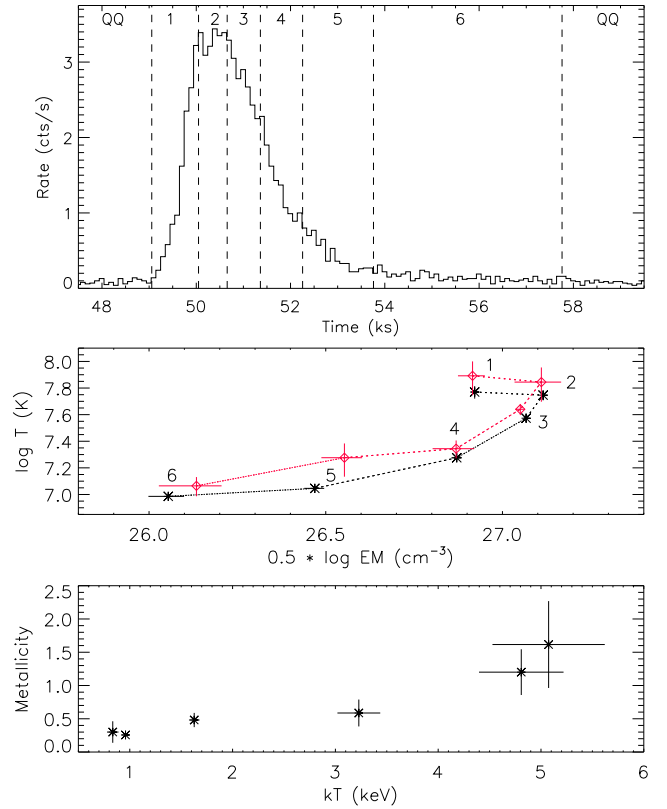 QQ 1 2 3 4 5 6 QQ
3
2
1
0
Rate (cts/s)
48 50 52 54 56 58
Time (ks)
8.0
7.8
7.6
7.4
7.2
7.0
log T (K)
1
2
3
4
5
6
26.0 26.5 27.0
0.5 * log EM (cm⁻³)
2.5
2.0
1.5
1.0
0.5
0.0
Metallicity
1 2 3 4 5 6
kT (keV)